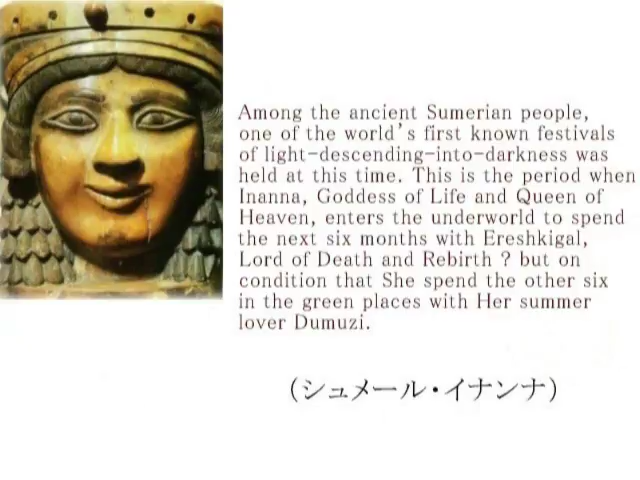 Among the ancient Sumerian people,
one of the world's first known festivals
of light-descending-into-darkness was
held at this time. This is the period when
Inanna, Goddess of Life and Queen of
Heaven, enters the underworld to spend
the next six months with Ereshkigal,
Lord of Death and Rebirth ? but on
condition that She spend the other six
in the green places with Her summer
lover Dumuzi.
(シュメール・イナンナ)